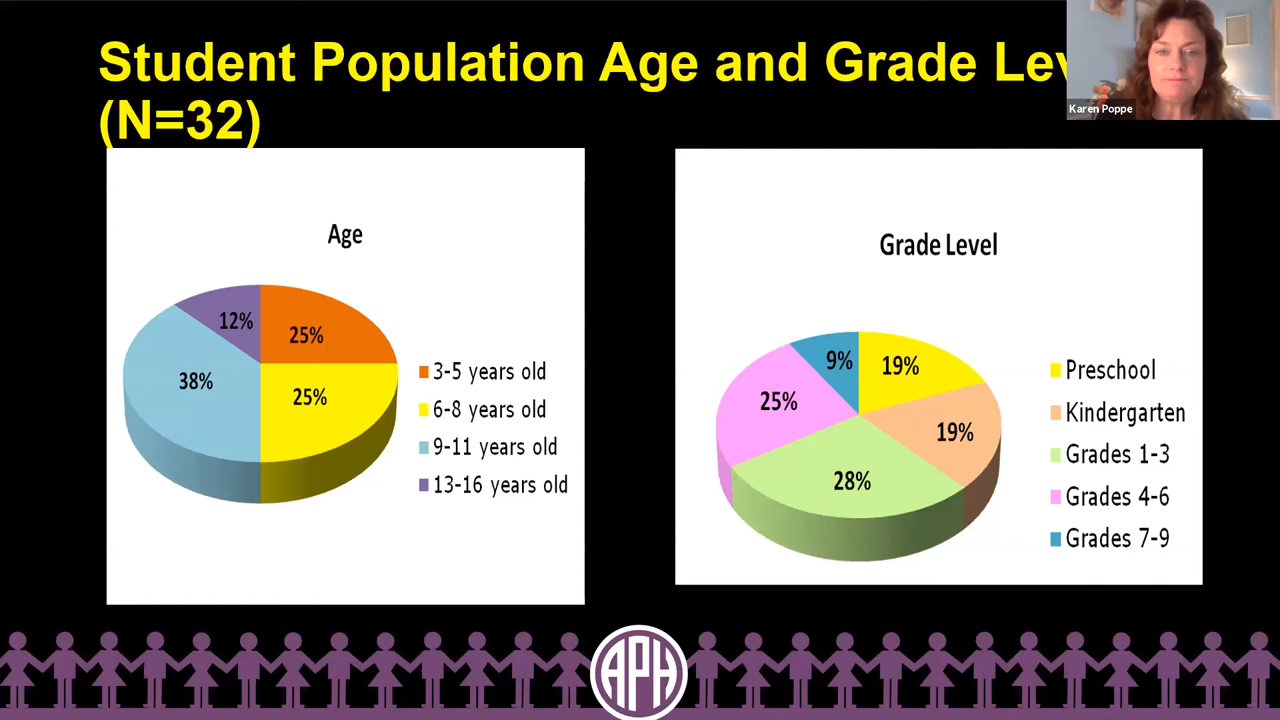 Student Population Age and Grade
(N=32)
Karen Poppe
Age
12%
25%
38%
25%
3-5 years old
6-8 years old
9-11 years old
13-16 years old
Grade Level
9%
19%
25%
19%
28%
Preschool
Kindergarten
Grades 1-3
Grades 4-6
Grades 7-9
APH